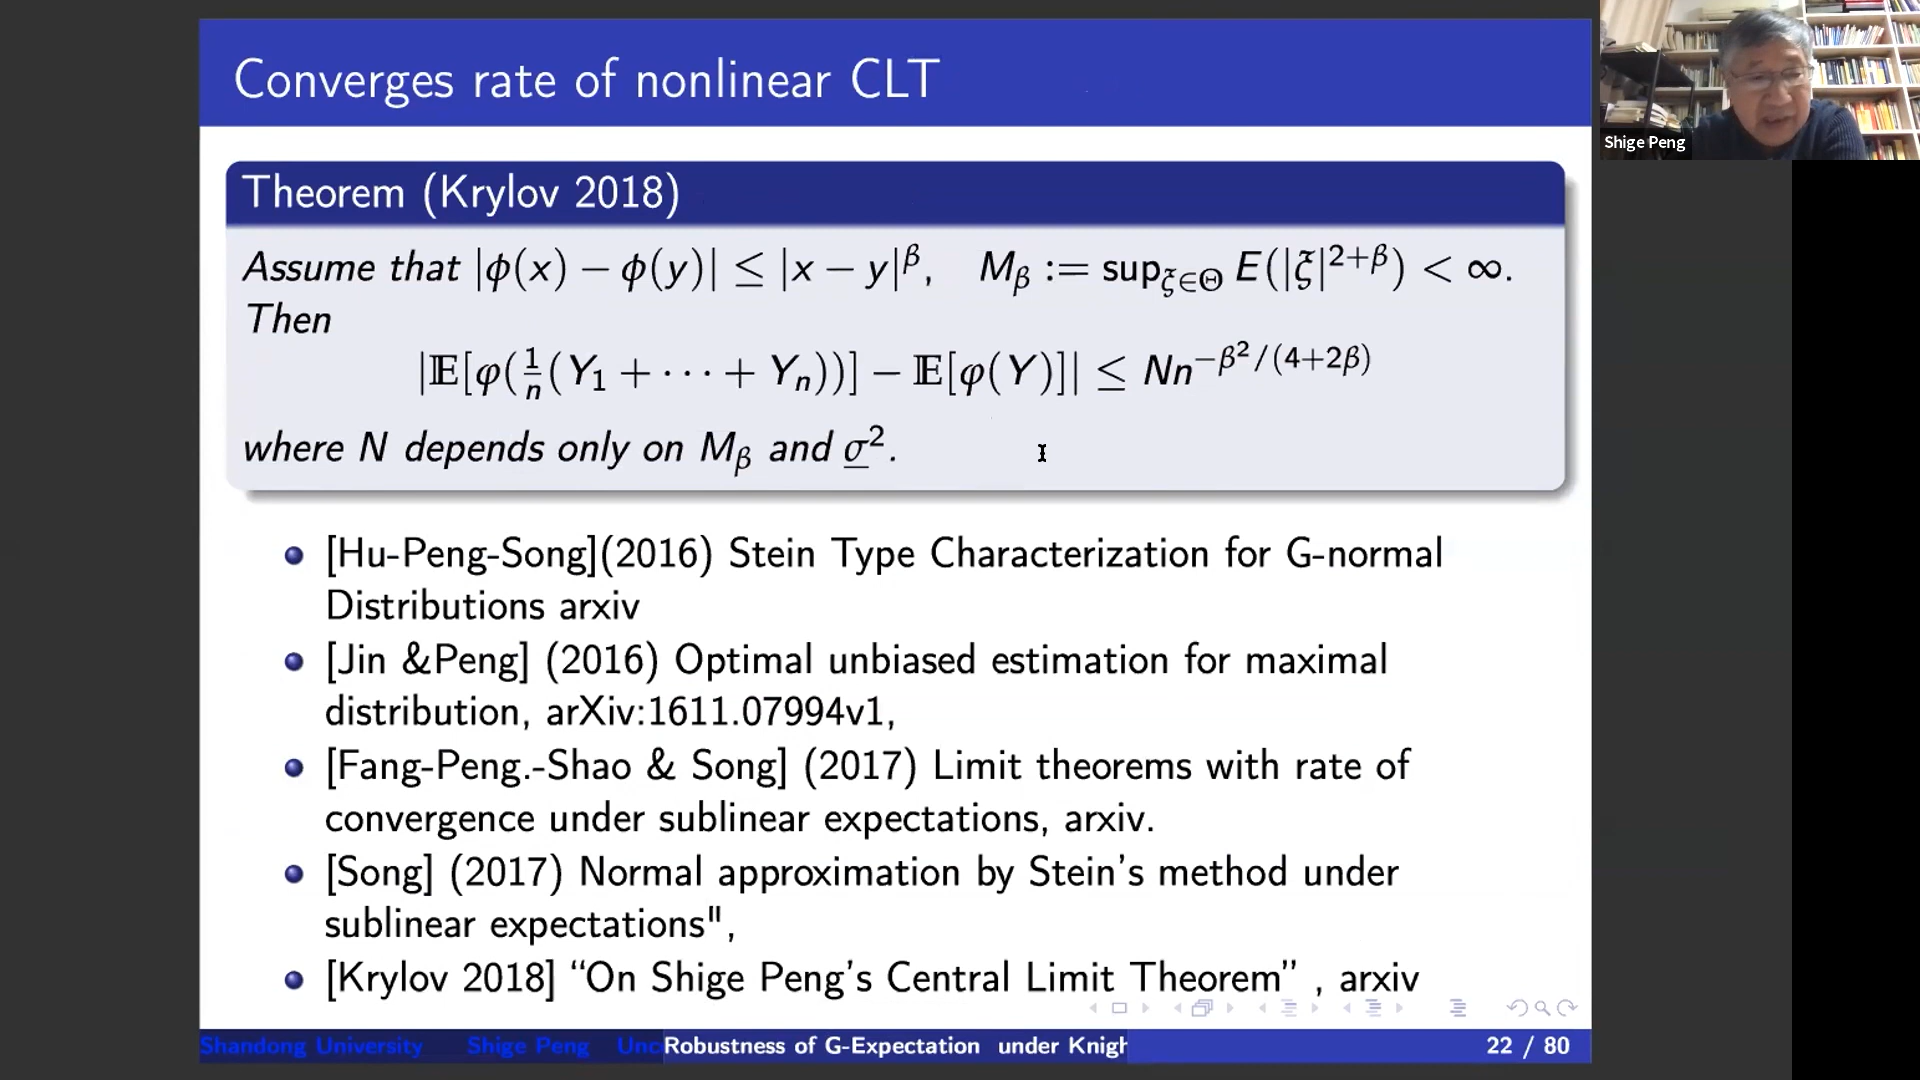 Converges rate of nonlinear CLT
Shige Peng
Theorem (Krylov 2018)
Assume that |ϕ(x) − ϕ(y)| ≤ |x − y|^β, M_β := sup_{ξ∈Θ} E(|ξ|^{2+β}) < ∞.
Then
|𝔼[φ(\frac{1}{n}(Y_1 + ⋯ + Y_n))] − 𝔼[φ(Y)]| ≤ Nn^{−β^2/(4+2β)}
where N depends only on M_β and \underline{σ}^2.
[Hu-Peng-Song](2016) Stein Type Characterization for G-normal
Distributions arxiv
[Jin &Peng] (2016) Optimal unbiased estimation for maximal
distribution, arXiv:1611.07994v1,
[Fang-Peng.-Shao & Song] (2017) Limit theorems with rate of
convergence under sublinear expectations, arxiv.
[Song] (2017) Normal approximation by Stein's method under
sublinear expectations",
[Krylov 2018] “On Shige Peng's Central Limit Theorem” , arxiv
Shandong University Shige Peng Unc Robustness of G-Expectation under Knigh 22 / 80